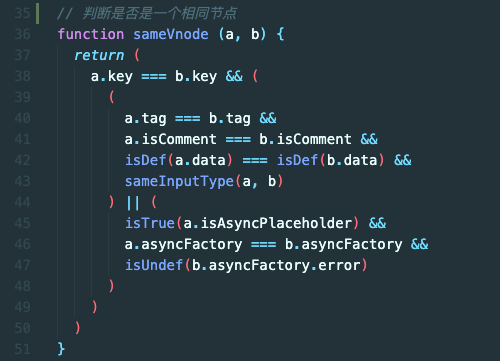 35 // 判断是否是一个相同节点
36 function sameVnode (a, b) {
37 return (
38 a.key === b.key && (
39 (
40 a.tag === b.tag &&
41 a.isComment === b.isComment &&
42 isDef(a.data) === isDef(b.data) &&
43 sameInputType(a, b)
44 ) || (
45 isTrue(a.isAsyncPlaceholder) &&
46 a.asyncFactory === b.asyncFactory &&
47 isUndef(b.asyncFactory.error)
48 )
49 )
50 )
51 }